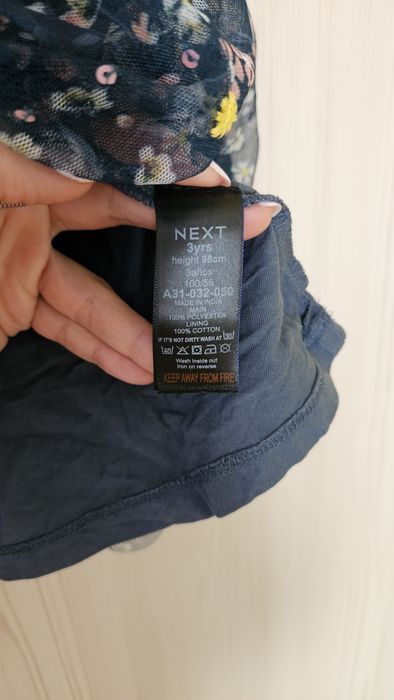 NEXT
3yrs
height 98cm
3años
100/56
A31-032-050
MADE IN INDIA
MAIN
100% POLYESTER
LINING
100% COTTON
IF IT'S NOT DIRTY WASH AT 30
Wash inside out
Iron on reverse
KEEP AWAY FROM FIRE